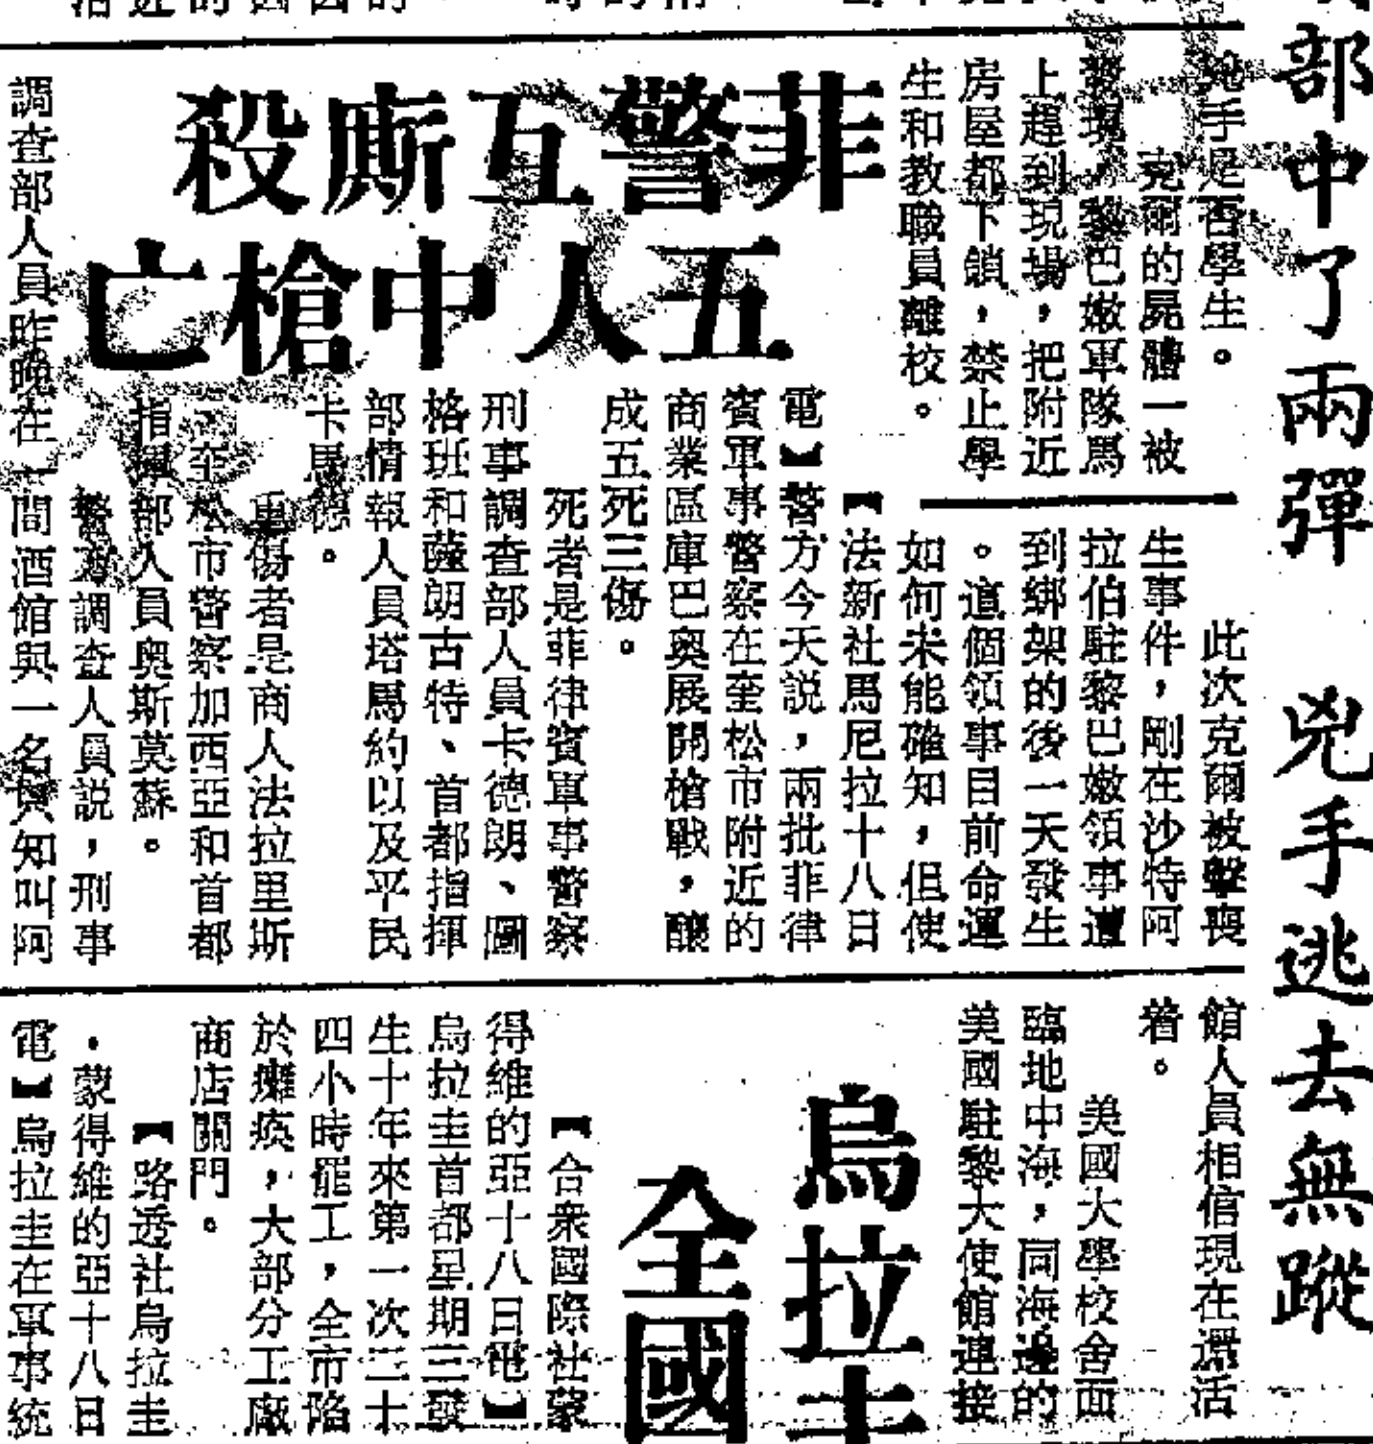 部中了兩彈　兇手逃去無蹤
兇手是否學生。
克爾的屍體一被
發現，黎巴嫩軍隊馬
上趕到現場，把附近
房屋都下鎖，禁止學
生和教職員離校。
此次克爾被擊喪
生事件，剛在沙特阿
拉伯駐黎巴嫩領事遭
到綁架的後一天發生
。這個領事目前命運
如何未能確知，但使
館人員相信現在還活
着。
美國大學校舍面
臨地中海，同海邊的
美國駐黎大使館連接
菲警互廝殺
五人中槍亡
【法新社馬尼拉十八日
電】警方今天説，兩批菲律
賓軍事警察在奎松市附近的
商業區庫巴奧展開槍戰，釀
成五死三傷。
死者是菲律賓軍事警察
刑事調查部人員卡德朗、圖
格班和薩朗古特、首都指揮
部情報人員塔馬約以及平民
卡馬德。
重傷者是商人法拉里斯
、奎松市警察加西亞和首都
指揮部人員奧斯莫蘇。
警方調查人員説，刑事
調查部人員昨晚在一間酒館與一名只知叫阿
烏拉圭
全國
【合衆國際社蒙
得維的亞十八日電】
烏拉圭首都星期三發
生十年來第一次二十
四小時罷工，全市陷
於癱瘓，大部分工廠
商店關門。
【路透社烏拉圭
・蒙得維的亞十八日
電】烏拉圭在軍事統